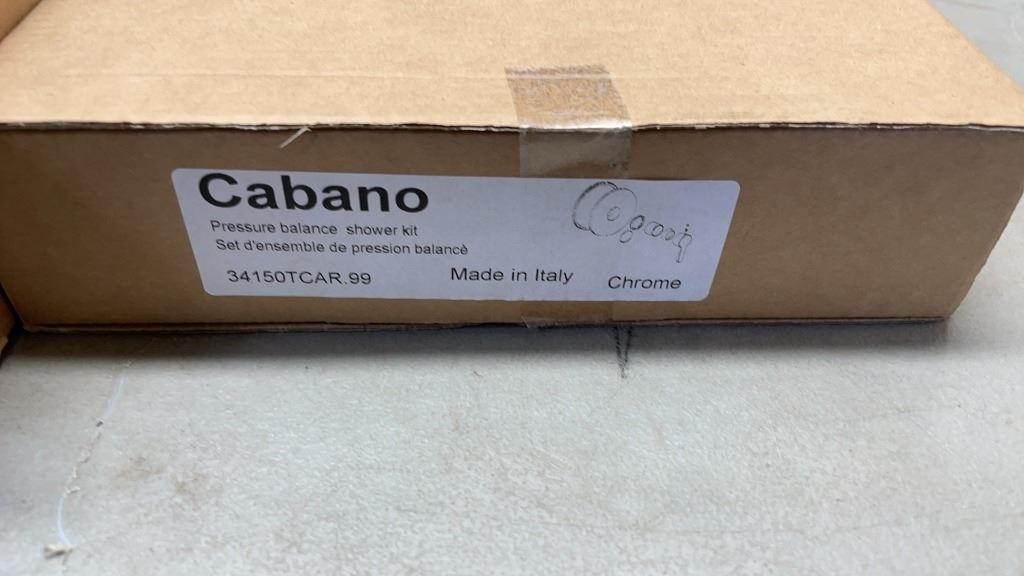 Cabano
Pressure balance shower kit
Set d'ensemble de pression balancè
34150TCAR.99
Made in Italy
Chrome